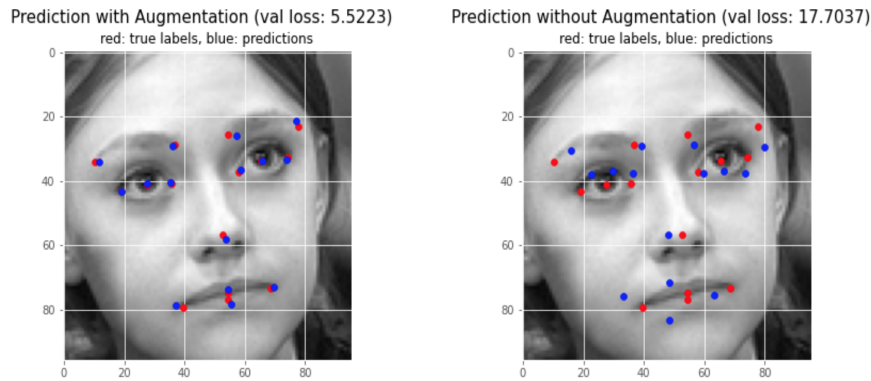 Prediction with Augmentation (val loss: 5.5223)
red: true labels, blue: predictions
0
20
40
60
80
0 20 40 60 80
Prediction without Augmentation (val loss: 17.7037)
red: true labels, blue: predictions
0
20
40
60
80
0 20 40 60 80